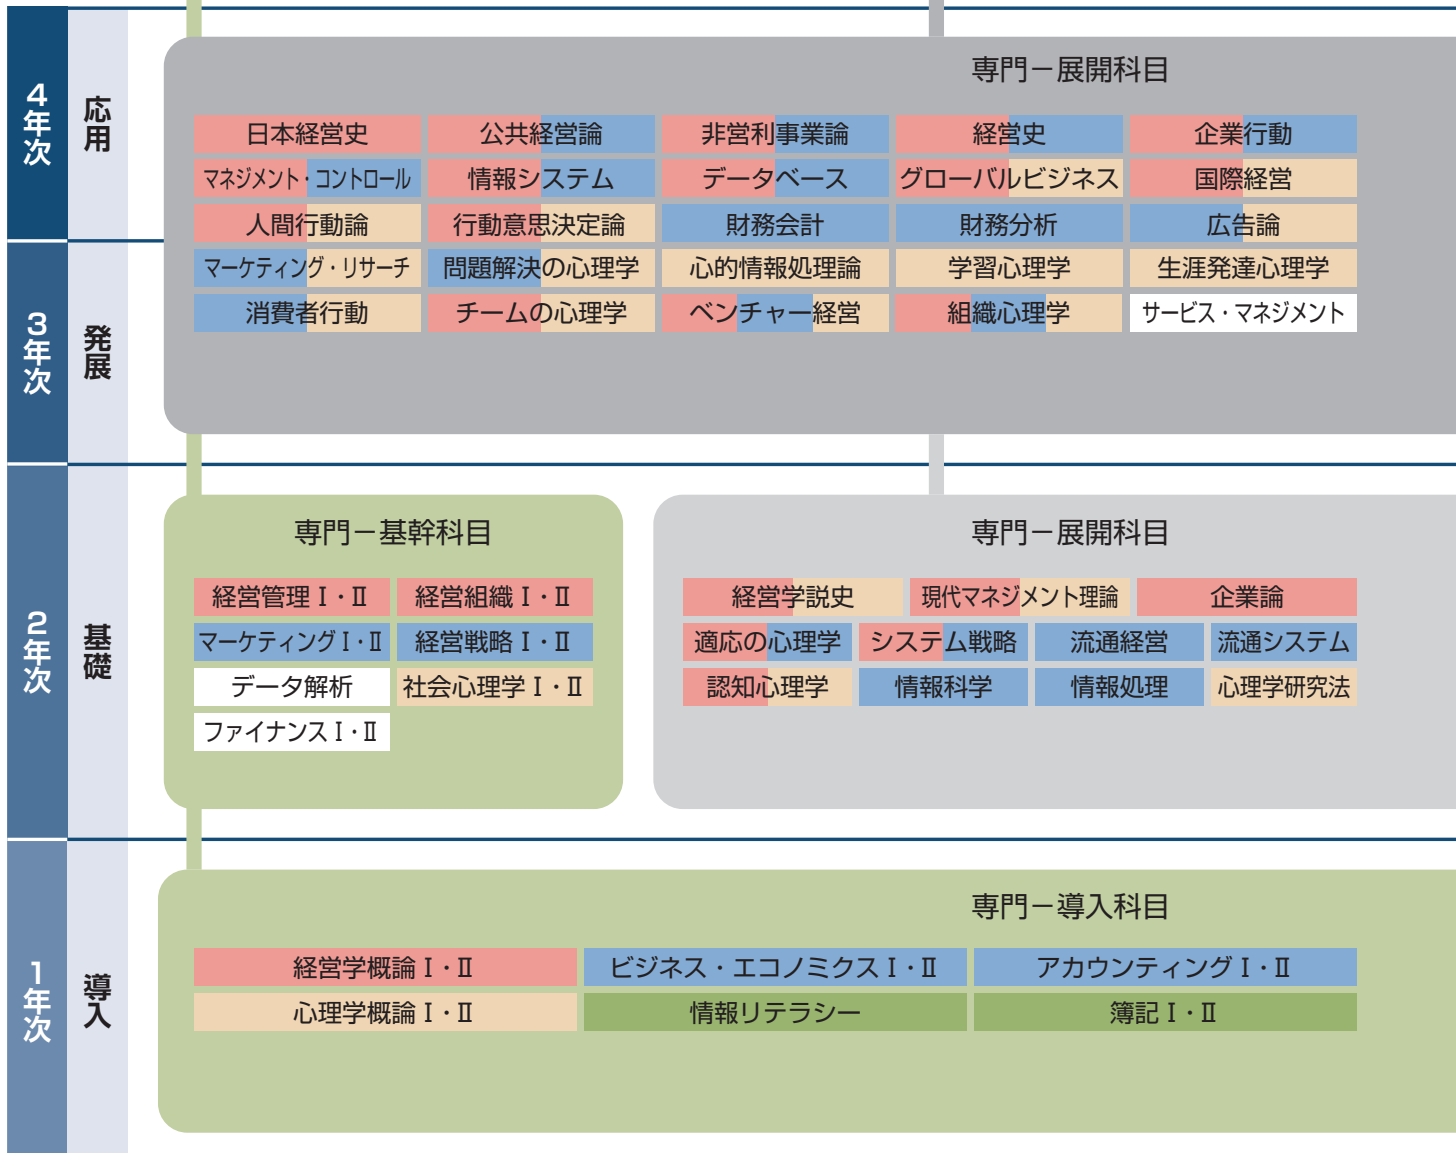 4年次
応用
専門－展開科目
日本経営史
公共経営論
非営利事業論
経営史
企業行動
マネジメント・コントロール
情報システム
データベース
グローバルビジネス
国際経営
人間行動論
行動意思決定論
財務会計
財務分析
広告論
マーケティング・リサーチ
問題解決の心理学
心的情報処理論
学習心理学
生涯発達心理学
3年次
発展
消費者行動
チームの心理学
ベンチャー経営
組織心理学
サービス・マネジメント
2年次
基礎
専門－基幹科目
経営管理Ⅰ・Ⅱ
経営組織Ⅰ・Ⅱ
マーケティングⅠ・Ⅱ
経営戦略Ⅰ・Ⅱ
データ解析
社会心理学Ⅰ・Ⅱ
ファイナンスⅠ・Ⅱ
専門－展開科目
経営学説史
現代マネジメント理論
企業論
適応の心理学
システム戦略
流通経営
流通システム
認知心理学
情報科学
情報処理
心理学研究法
1年次
導入
専門－導入科目
経営学概論Ⅰ・Ⅱ
ビジネス・エコノミクスⅠ・Ⅱ
アカウンティングⅠ・Ⅱ
心理学概論Ⅰ・Ⅱ
情報リテラシー
簿記Ⅰ・Ⅱ